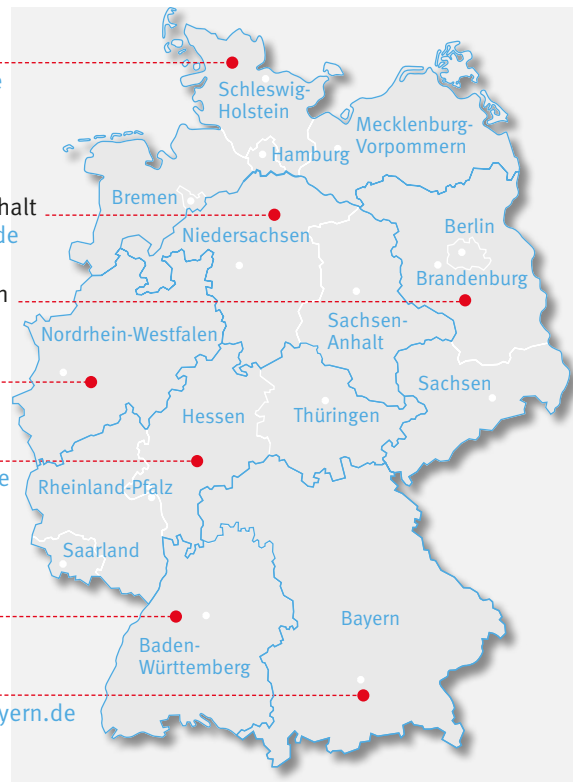 e
Schleswig-
Holstein
Mecklenburg-
Vorpommern
Hamburg
Bremen
halt
de
Niedersachsen
Berlin
Brandenburg
n
Sachsen-
Anhalt
Nordrhein-Westfalen
Sachsen
Hessen
Thüringen
e
Rheinland-Pfalz
Saarland
Bayern
Baden-
Württemberg
yern.de